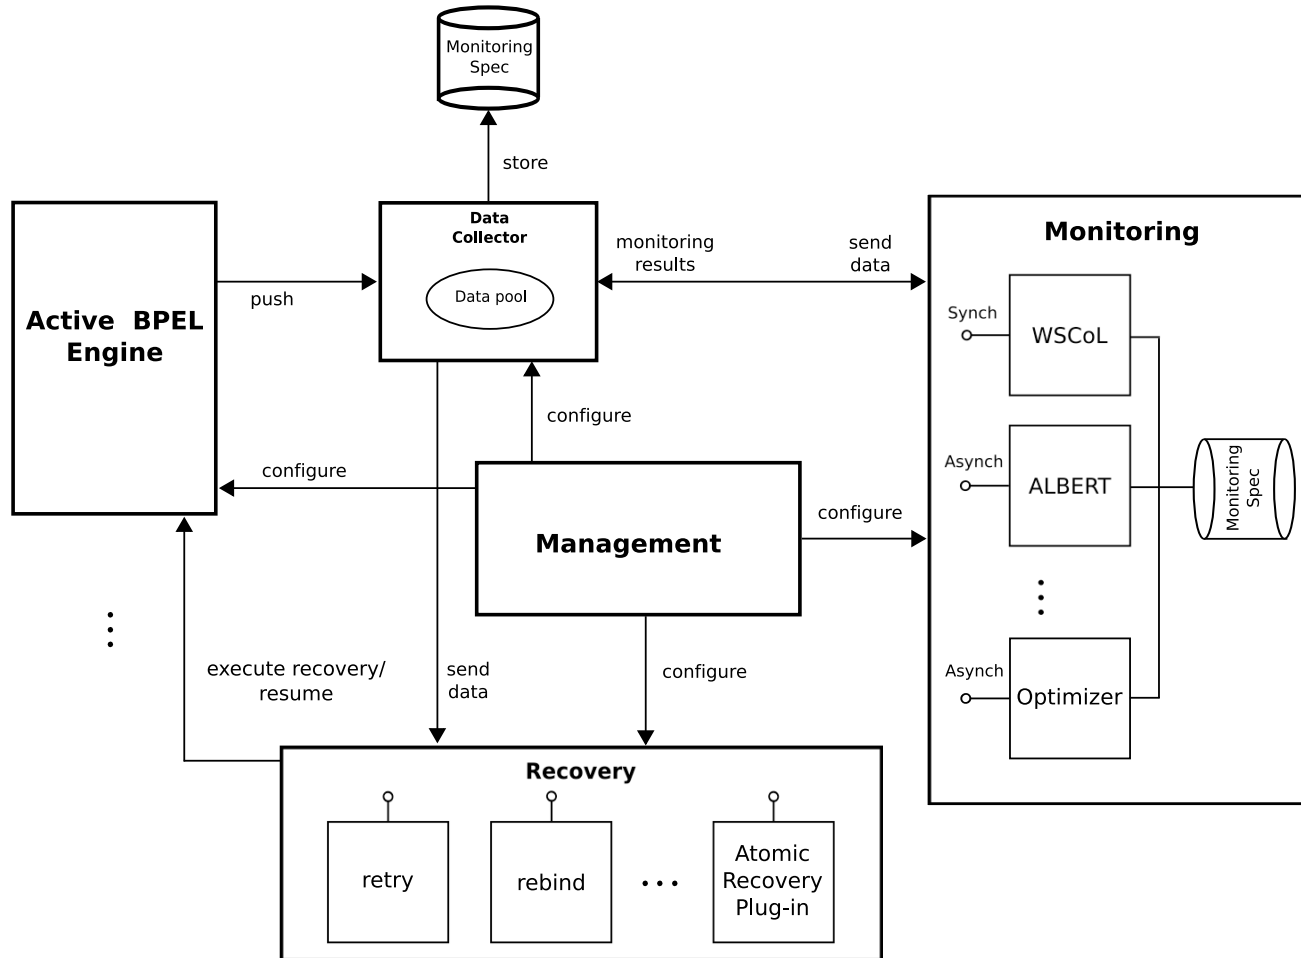 Monitoring
Spec
store
Data
Collector
Data pool
Active BPEL
Engine
push
monitoring
results
send
data
Monitoring
Synch
WSCoL
configure
configure
Asynch
ALBERT
Monitoring
Spec
Management
configure
execute recovery/
resume
send
data
configure
Asynch
Optimizer
Recovery
retry
rebind
Atomic
Recovery
Plug-in